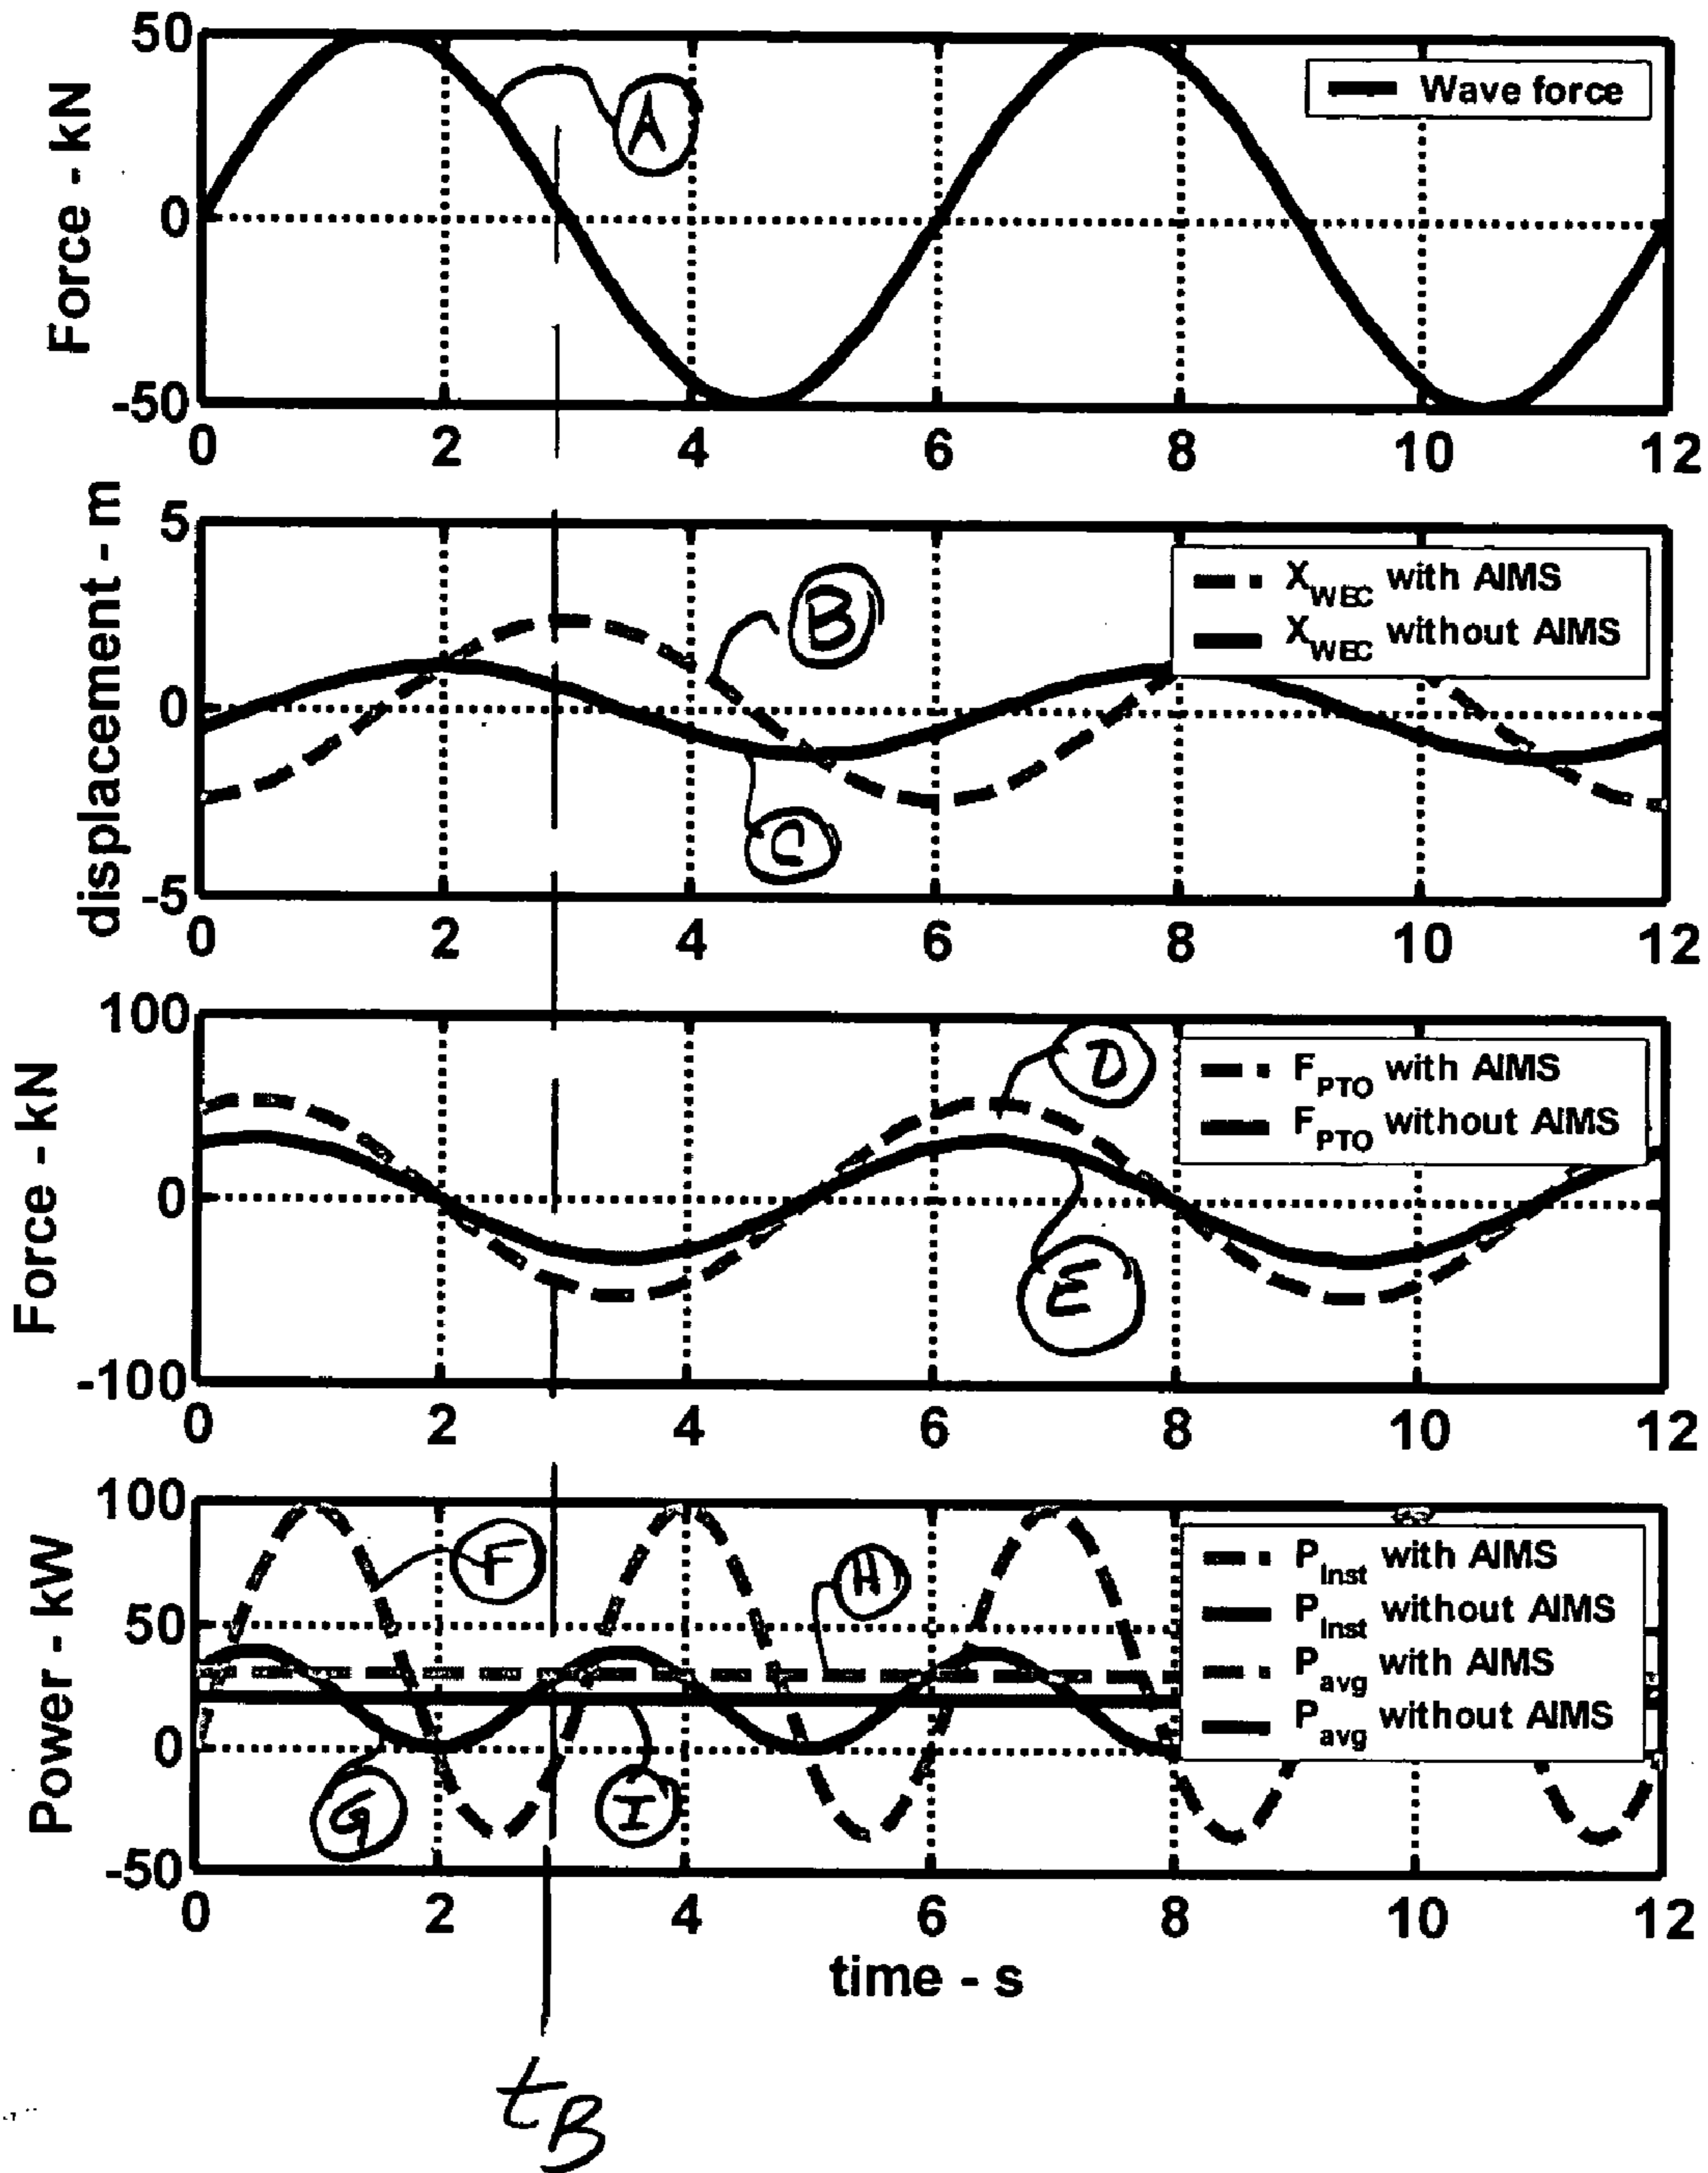 50
0
-50
Force - kN
Wave force
A
0 2 4 6 8 10 12
5
0
-5
displacement - m
X_WEC with AIMS
X_WEC without AIMS
B
C
0 2 4 6 8 10 12
100
0
-100
Force - kN
F_PTO with AIMS
F_PTO without AIMS
D
E
0 2 4 6 8 10 12
100
50
0
-50
Power - kW
P_Inst with AIMS
P_Inst without AIMS
P_avg with AIMS
P_avg without AIMS
F
H
G
I
0 2 4 6 8 10 12
time - s
t_B